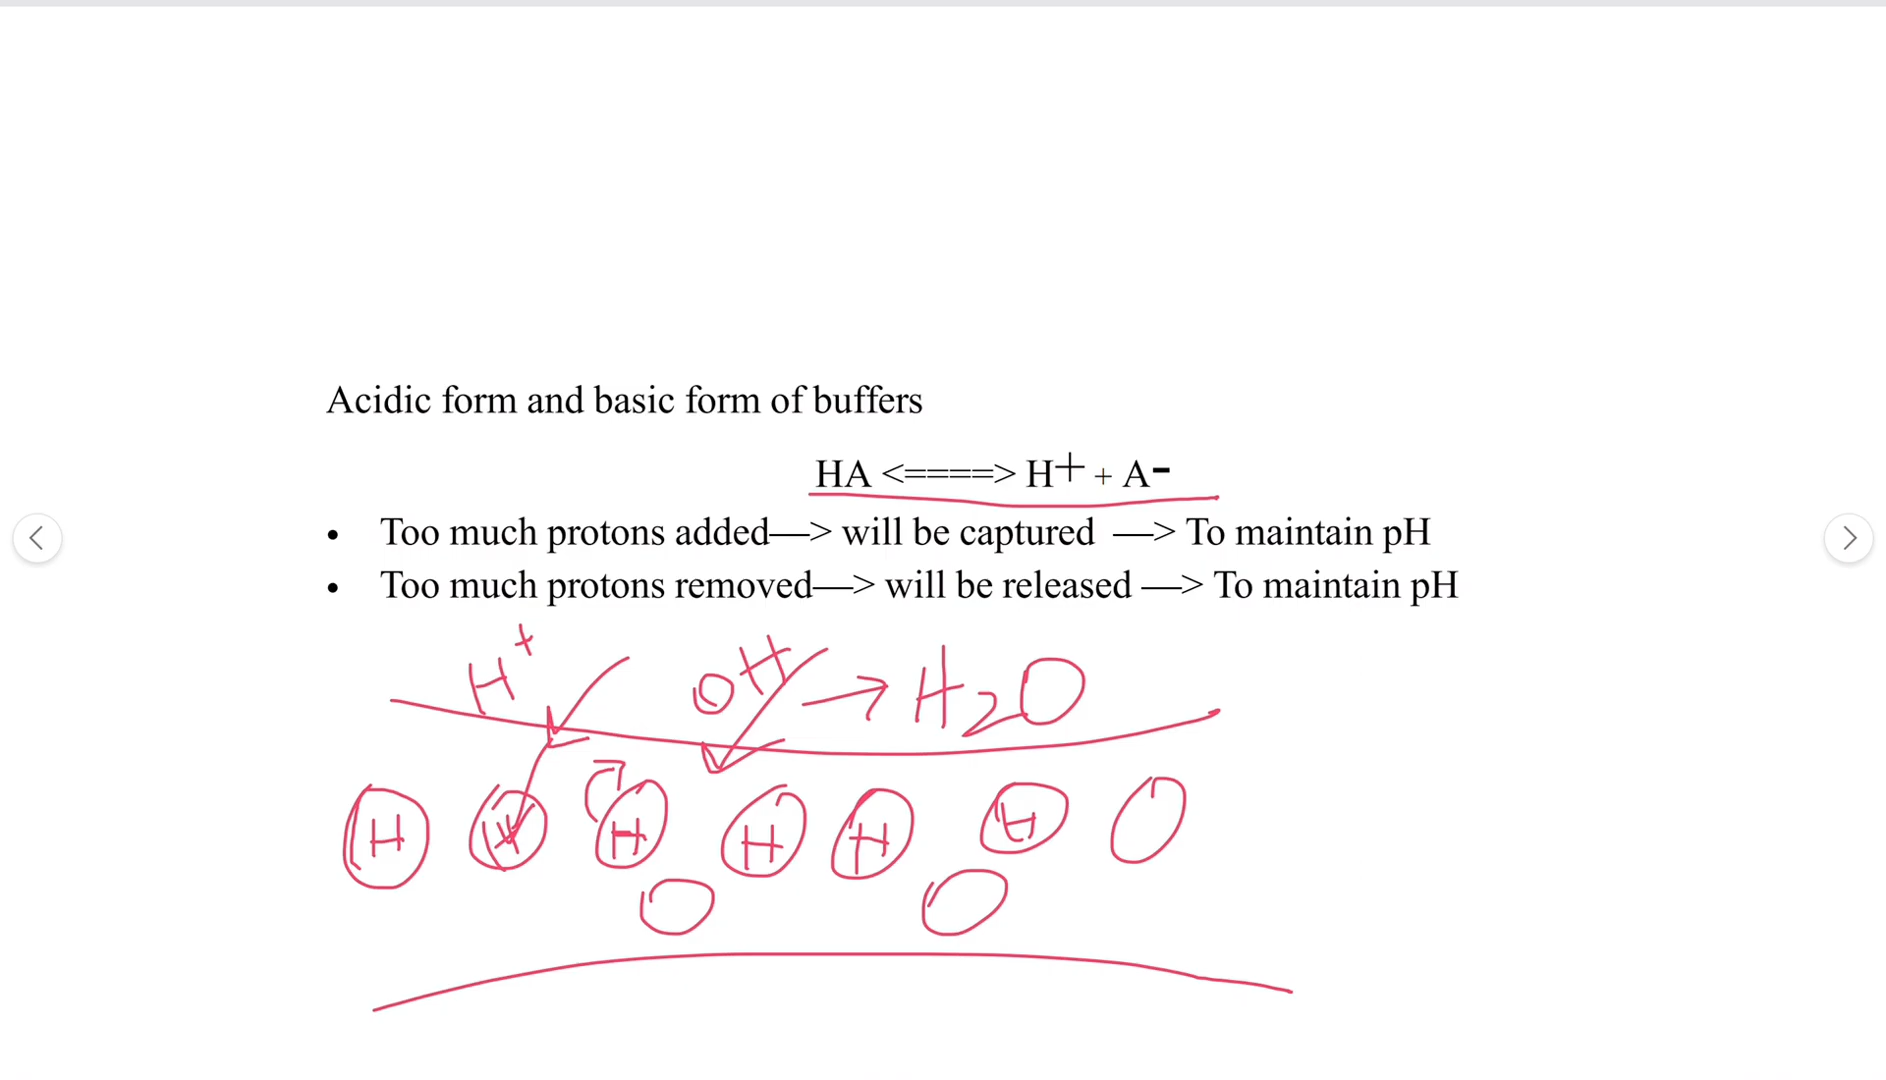 Acidic form and basic form of buffers
HA <====> H+ + A-
• Too much protons added—> will be captured —> To maintain pH
• Too much protons removed—> will be released —> To maintain pH
H+ OH → H2O
H H H H H H